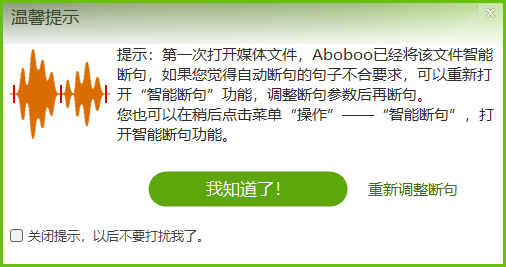 温馨提示
提示：第一次打开媒体文件，Aboboo已经将该文件智能
断句，如果您觉得自动断句的句子不合要求，可以重新打
开“智能断句”功能，调整断句参数后再断句。
您也可以在稍后点击菜单“操作”——“智能断句”，打
开智能断句功能。
我知道了！
重新调整断句
关闭提示，以后不要打扰我了。